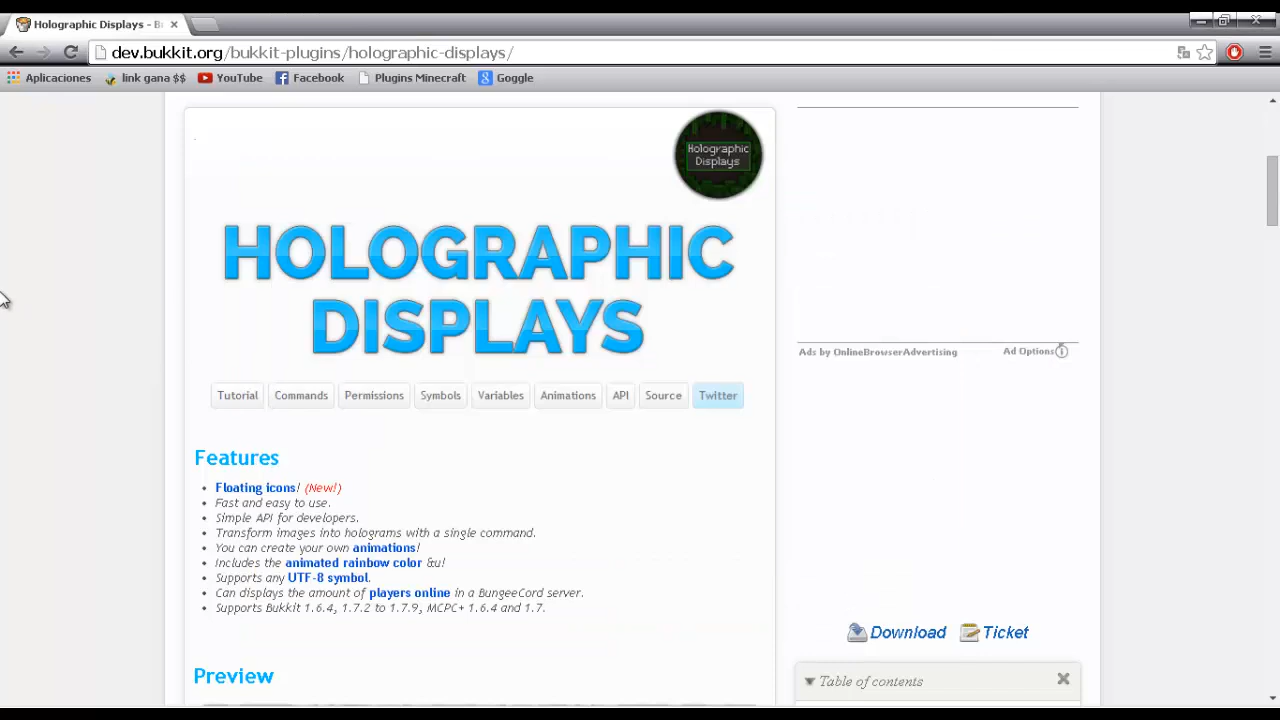 Holographic Displays - B
dev.bukkit.org/bukkit-plugins/holographic-displays/
Aplicaciones link gana $$ YouTube Facebook Plugins Minecraft Goggle
Holographic
Displays
HOLOGRAPHIC
DISPLAYS
Ads by OnlineBrowserAdvertising Ad Options
Tutorial Commands Permissions Symbols Variables Animations API Source Twitter
Features
Floating icons! (New!)
Fast and easy to use.
Simple API for developers.
Transform images into holograms with a single command.
You can create your own animations!
Includes the animated rainbow color &u!
Supports any UTF-8 symbol.
Can displays the amount of players online in a BungeeCord server.
Supports Bukkit 1.6.4, 1.7.2 to 1.7.9, MCPC+ 1.6.4 and 1.7.
Preview
Download Ticket
Table of contents